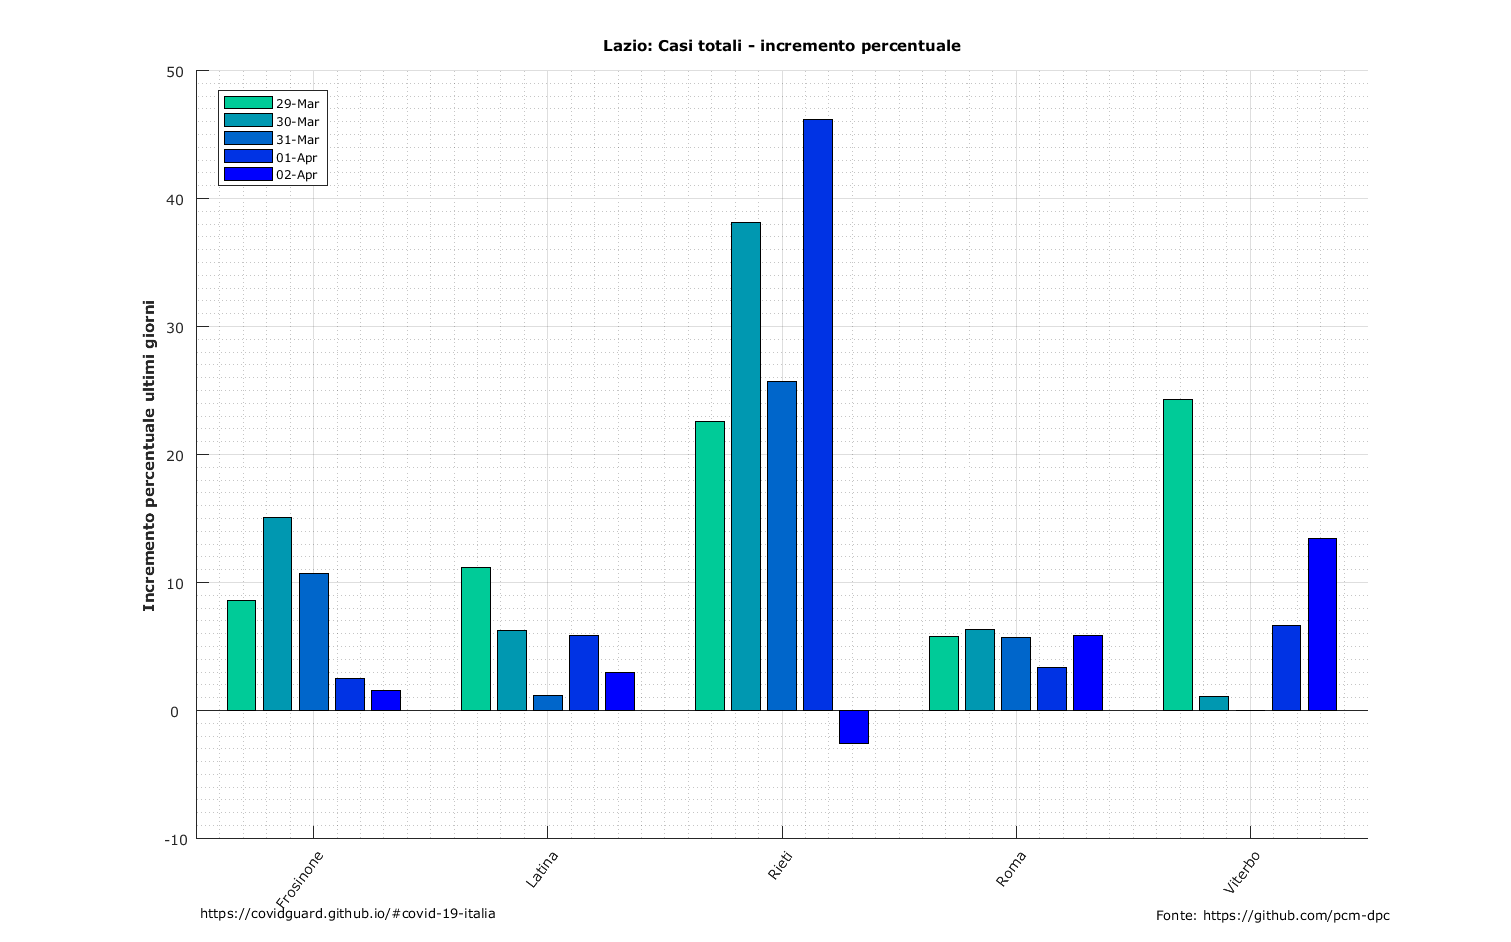 Lazio: Casi totali - incremento percentuale
29-Mar
30-Mar
31-Mar
01-Apr
02-Apr
Incremento percentuale ultimi giorni
50
40
30
20
10
0
-10
Frosinone
Latina
Rieti
Roma
Viterbo
https://covidguard.github.io/#covid-19-italia
Fonte: https://github.com/pcm-dpc